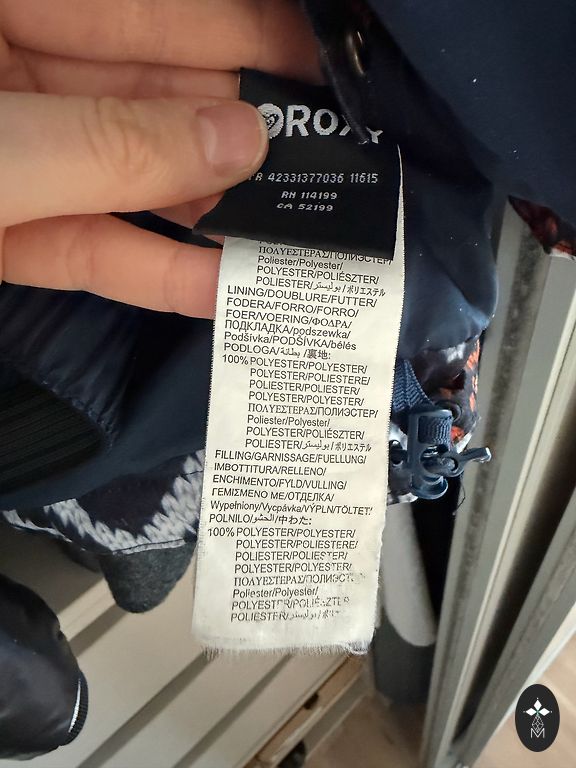 ROXY
FR 42331377036 11615
RN 114199
CA 52199
ΠΟΛΥΕΣΤΕΡΑΣ/ПОЛИЭСТЕР/
Poliester/Polyester/
POLYESTER/POLIÉSZTER/
POLIESTER/بوليستر/ポリエステル
LINING/DOUBLURE/FUTTER/
FODERA/FORRO/FORRO/
FOER/VOERING/ΦΟΔΡΑ/
ПОДКЛАДКА/podszewka/
Podšívka/PODŠÍVKA/bélés
PODLOGA/بطانة/裏地:
100% POLYESTER/POLYESTER/
POLYESTER/POLIESTERE/
POLIESTER/POLIESTER/
POLYESTER/POLYESTER/
ΠΟΛΥΕΣΤΕΡΑΣ/ПОЛИЭСТЕР/
Poliester/Polyester/
POLYESTER/POLIÉSZTER/
POLIESTER/بوليستر/ポリエステル
FILLING/GARNISSAGE/FUELLUNG/
IMBOTTITURA/RELLENO/
ENCHIMENTO/FYLD/VULLING/
ΓΕΜΙΣΜΕΝΟ ΜΕ/ОТДЕЛКА/
Wypełniony/Vycpávka/VÝPLŇ/TÖLTET/
POLNILO/الحشو/中わた:
100% POLYESTER/POLYESTER/
POLYESTER/POLIESTERE/
POLIESTER/POLIESTER/
POLYESTER/POLYESTER/
ΠΟΛΥΕΣΤΕΡΑΣ/ПОЛИЭСТЕР/
Poliester/Polyester/
POLYESTER/POLIÉSZTER
POLIESTER/بوليستر/